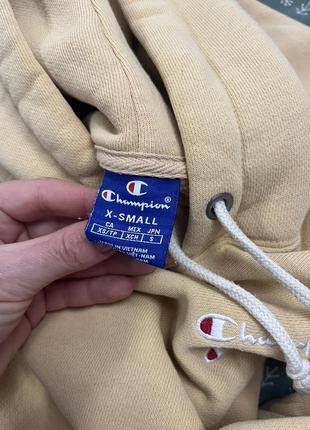 Champion®
X-SMALL
CA MEX JPN
XS/TP XCH S
MADE IN VIETNAM
Champion